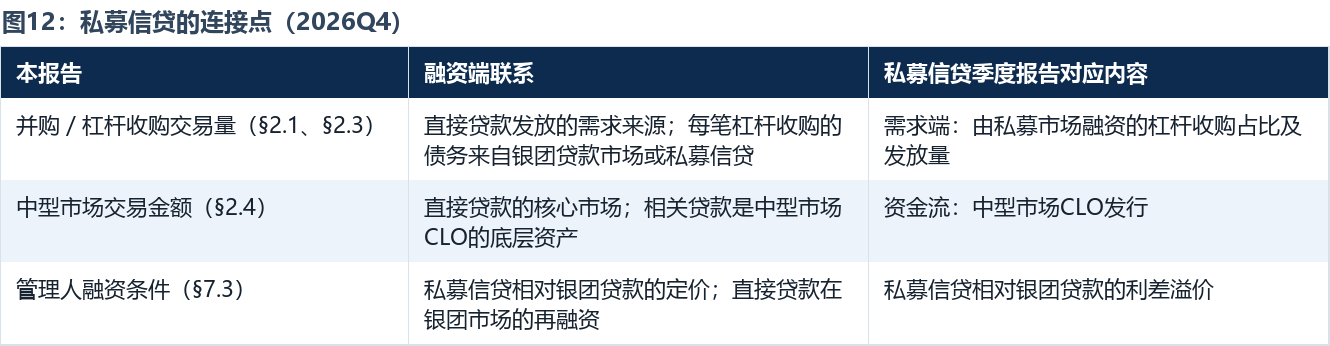 图12：私募信贷的连接点（2026Q4）
本报告
融资端联系
私募信贷季度报告对应内容
并购 / 杠杆收购交易量（§2.1、§2.3）
直接贷款发放的需求来源；每笔杠杆收购的
债务来自银团贷款市场或私募信贷
需求端：由私募市场融资的杠杆收购占比及
发放量
中型市场交易金额（§2.4）
直接贷款的核心市场；相关贷款是中型市场
CLO的底层资产
资金流：中型市场CLO发行
管理人融资条件（§7.3）
私募信贷相对银团贷款的定价；直接贷款在
银团市场的再融资
私募信贷相对银团贷款的利差溢价